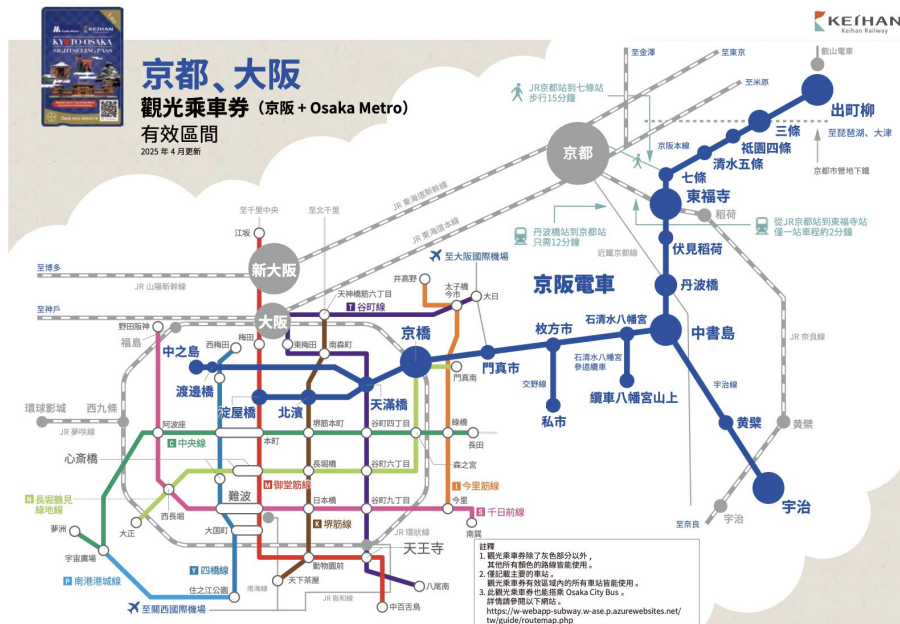 KEIHAN
Keihan Railway
Osaka Metro
KEIHAN
KYOTO-OSAKA
SIGHTSEEING PASS
京都、大阪
觀光乘車券(京阪 + Osaka Metro)
有效區間
2025 年 4 月更新
至金澤
至東京
至米原
叡山電車
JR京都站到七條站
步行15分鐘
出町柳
三條
祗園四條
清水五條
七條
京阪本線
至琵琶湖、大津
京都市營地下鐵
京都
東福寺
稻荷
從JR京都站到東福寺站
僅一站車程約2分鐘
丹波橋站到京都站
只需12分鐘
近鐵京都線
伏見稻荷
丹波橋
JR 東海道新幹線
JR 東海道本線
至千里中央
至北千里
江坂
新大阪
至博多
JR 山陽新幹線
至神戶
大阪
至大阪國際機場
京阪電車
中書島
JR 奈良線
宇治線
黃檗
黃檗
宇治
宇治
至奈良
石清水八幡宮
石清水八幡宮
參道纜車
纜車八幡宮山上
枚方市
交野線
私市
門真市
京橋
井高野
太子橋
今市
大日
天神橋筋六丁目
T 谷町線
野田阪神
福島
西梅田
梅田
東梅田
南森町
門真南
中之島
渡邊橋
淀屋橋
北濱
天滿橋
環球影城
西九條
JR 夢咲線
阿波座
C 中央線
本町
堺筋本町
谷町四丁目
綠橋
長田
心斎橋
長堀橋
谷町六丁目
森之宮
M 御堂筋線
I 今里筋線
N 長堀鶴見
綠地線
難波
日本橋
谷町九丁目
今里
S 千日前線
西長堀
大正
大国町
K 堺筋線
JR 環狀線
南巽
夢洲
宇宙廣場
動物園前
天王寺
P 南港港城線
Y 四橋線
住之江公園
南海線
天下茶屋
JR 阪和線
八尾南
中百舌鳥
至關西國際機場
註釋
1. 觀光乘車券除了灰色部分以外,
其他所有顏色的路線皆能使用。
2. 僅記載主要的車站。
觀光乘車券有效區域內的所有車站皆能使用。
3. 此觀光乘車券也能搭乘 Osaka City Bus 。
詳情請參閱以下網站。
https://w-webapp-subway.w-ase.p.azurewebsites.net/
tw/guide/routemap.php